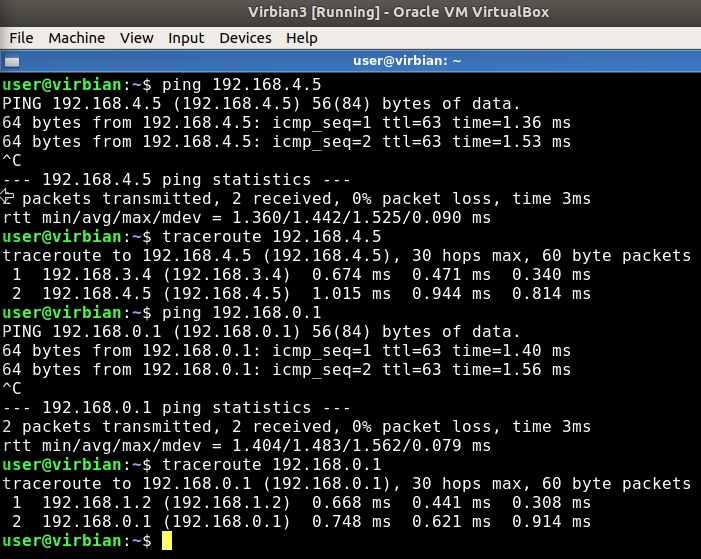 Virbian3 [Running] - Oracle VM VirtualBox
File Machine View Input Devices Help
user@virbian: ~
user@virbian:~$ ping 192.168.4.5
PING 192.168.4.5 (192.168.4.5) 56(84) bytes of data.
64 bytes from 192.168.4.5: icmp_seq=1 ttl=63 time=1.36 ms
64 bytes from 192.168.4.5: icmp_seq=2 ttl=63 time=1.53 ms
^C
--- 192.168.4.5 ping statistics ---
packets transmitted, 2 received, 0% packet loss, time 3ms
rtt min/avg/max/mdev = 1.360/1.442/1.525/0.090 ms
user@virbian:~$ traceroute 192.168.4.5
traceroute to 192.168.4.5 (192.168.4.5), 30 hops max, 60 byte packets
1 192.168.3.4 (192.168.3.4) 0.674 ms 0.471 ms 0.340 ms
2 192.168.4.5 (192.168.4.5) 1.015 ms 0.944 ms 0.814 ms
user@virbian:~$ ping 192.168.0.1
PING 192.168.0.1 (192.168.0.1) 56(84) bytes of data.
64 bytes from 192.168.0.1: icmp_seq=1 ttl=63 time=1.40 ms
64 bytes from 192.168.0.1: icmp_seq=2 ttl=63 time=1.56 ms
^C
--- 192.168.0.1 ping statistics ---
2 packets transmitted, 2 received, 0% packet loss, time 3ms
rtt min/avg/max/mdev = 1.404/1.483/1.562/0.079 ms
user@virbian:~$ traceroute 192.168.0.1
traceroute to 192.168.0.1 (192.168.0.1), 30 hops max, 60 byte packets
1 192.168.1.2 (192.168.1.2) 0.668 ms 0.441 ms 0.308 ms
2 192.168.0.1 (192.168.0.1) 0.748 ms 0.621 ms 0.914 ms
user@virbian:~$